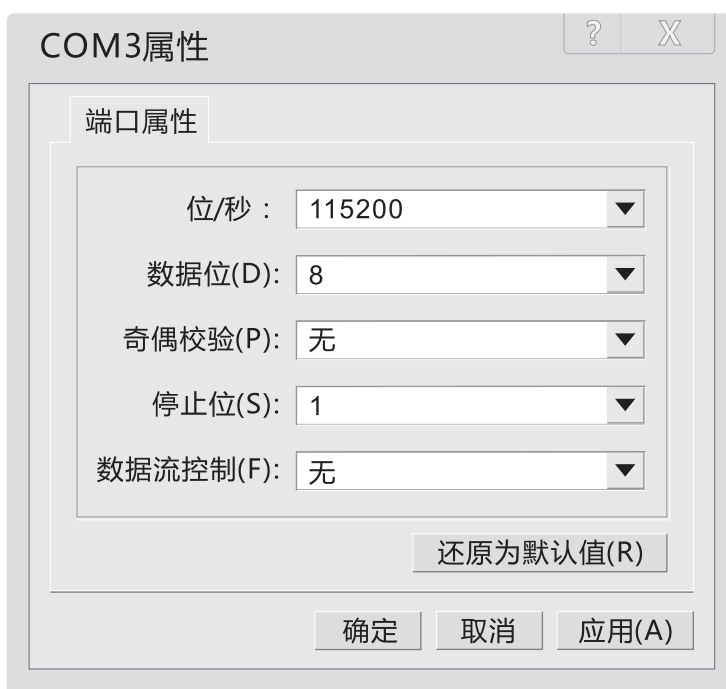 COM3属性
? X
端口属性
位/秒： 115200
数据位(D): 8
奇偶校验(P): 无
停止位(S): 1
数据流控制(F): 无
还原为默认值(R)
确定 取消 应用(A)